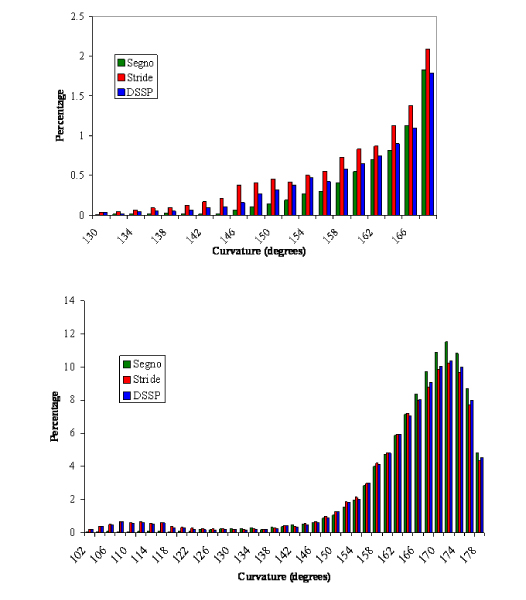 2.5
2
1.5
1
0.5
0
Percentage
Segno
Stride
DSSP
130 134 138 142 146 150 154 158 162 166
Curvature (degrees)
14
12
10
8
6
4
2
0
Percentage
Segno
Stride
DSSP
102 106 110 114 118 122 126 130 134 138 142 146 150 154 158 162 166 170 174 178
Curvature (degrees)